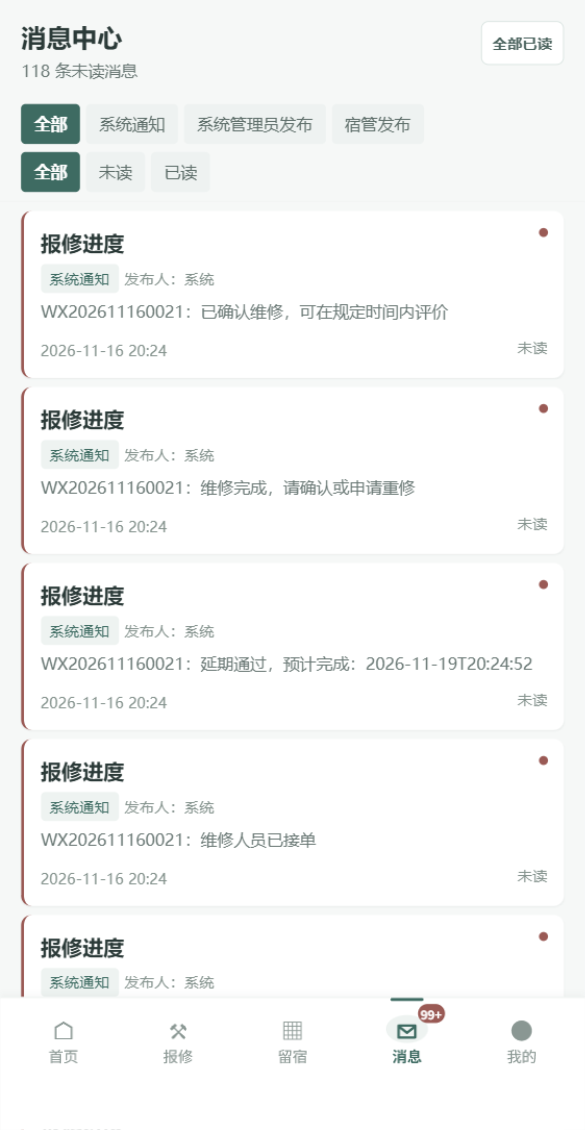 消息中心
全部已读
118 条未读消息
全部 系统通知 系统管理员发布 宿管发布
全部 未读 已读
报修进度
系统通知 发布人：系统
WX202611160021：已确认维修，可在规定时间内评价
2026-11-16 20:24 未读
报修进度
系统通知 发布人：系统
WX202611160021：维修完成，请确认或申请重修
2026-11-16 20:24 未读
报修进度
系统通知 发布人：系统
WX202611160021：延期通过，预计完成：2026-11-19T20:24:52
2026-11-16 20:24 未读
报修进度
系统通知 发布人：系统
WX202611160021：维修人员已接单
2026-11-16 20:24 未读
报修进度
系统通知 发布人：系统
99+
首页 报修 留宿 消息 我的